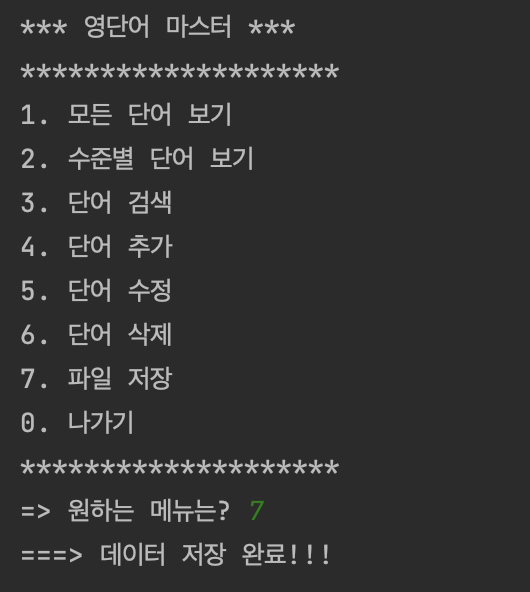 *** 영단어 마스터 ***
********************
1. 모든 단어 보기
2. 수준별 단어 보기
3. 단어 검색
4. 단어 추가
5. 단어 수정
6. 단어 삭제
7. 파일 저장
0. 나가기
********************
=> 원하는 메뉴는? 7
===> 데이터 저장 완료!!!